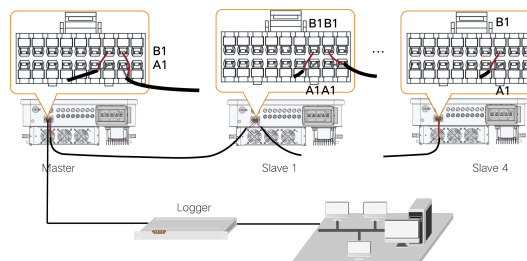 B1
A1
B1B1
A1A1
...
B1
A1
Master
Slave 1
Slave 4
Logger